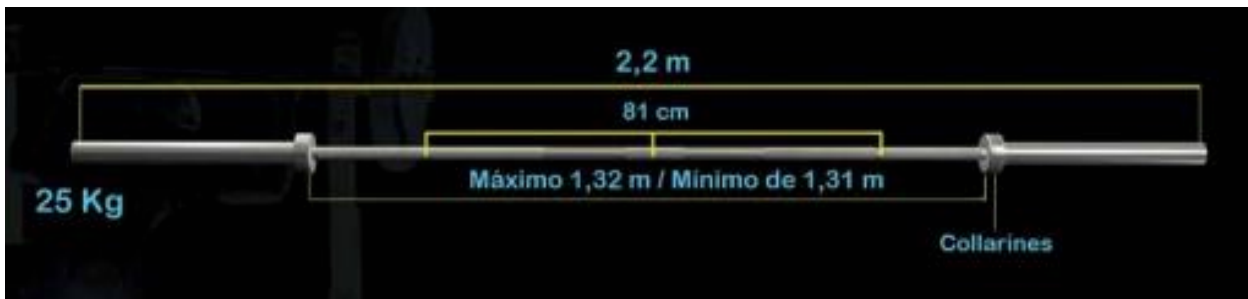 2,2 m
81 cm
Máximo 1,32 m / Mínimo de 1,31 m
25 Kg
Collarines